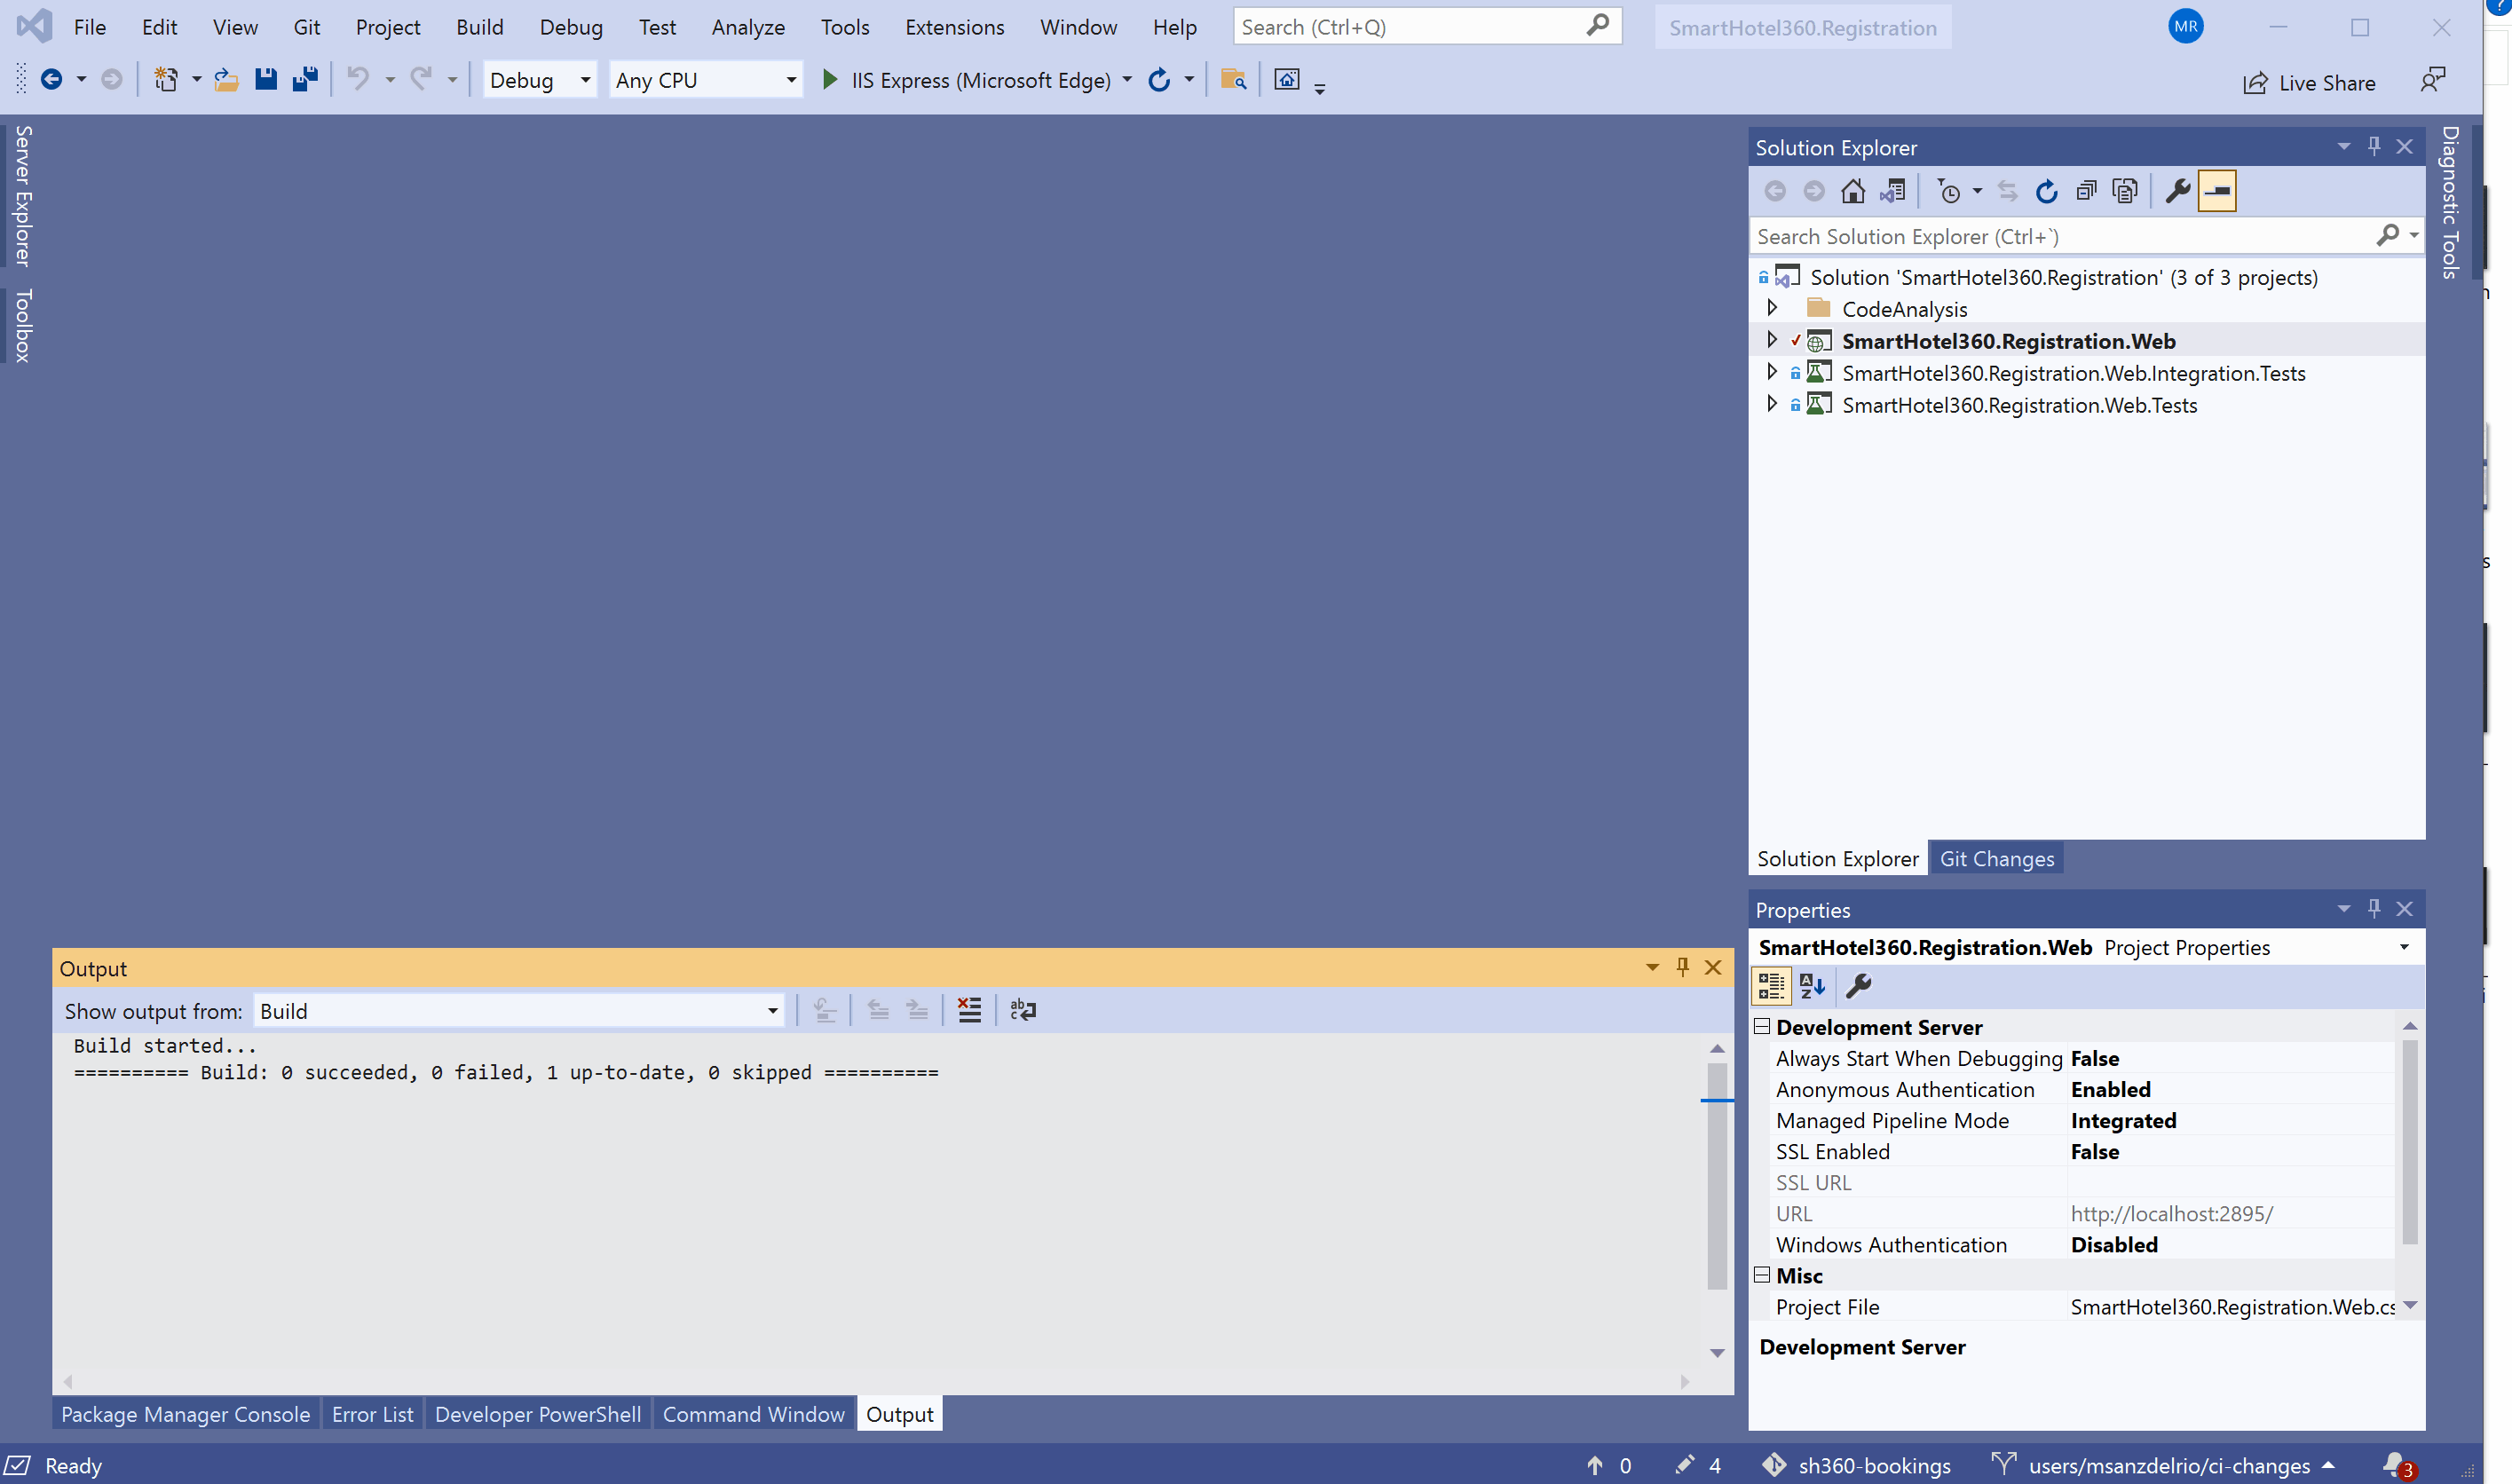 File Edit View Git Project Build Debug Test Analyze Tools Extensions Window Help Search (Ctrl+Q) SmartHotel360.Registration MR
Debug Any CPU IIS Express (Microsoft Edge) Live Share
Server Explorer
Toolbox
Solution Explorer
Search Solution Explorer (Ctrl+`)
Solution 'SmartHotel360.Registration' (3 of 3 projects)
CodeAnalysis
SmartHotel360.Registration.Web
SmartHotel360.Registration.Web.Integration.Tests
SmartHotel360.Registration.Web.Tests
Solution Explorer Git Changes
Diagnostic Tools
Properties
SmartHotel360.Registration.Web Project Properties
Development Server
Always Start When Debugging False
Anonymous Authentication Enabled
Managed Pipeline Mode Integrated
SSL Enabled False
SSL URL
URL http://localhost:2895/
Windows Authentication Disabled
Misc
Project File SmartHotel360.Registration.Web.cs
Development Server
Output
Show output from: Build
Build started...
========== Build: 0 succeeded, 0 failed, 1 up-to-date, 0 skipped ==========
Package Manager Console Error List Developer PowerShell Command Window Output
Ready 0 4 sh360-bookings users/msanzdelrio/ci-changes 3